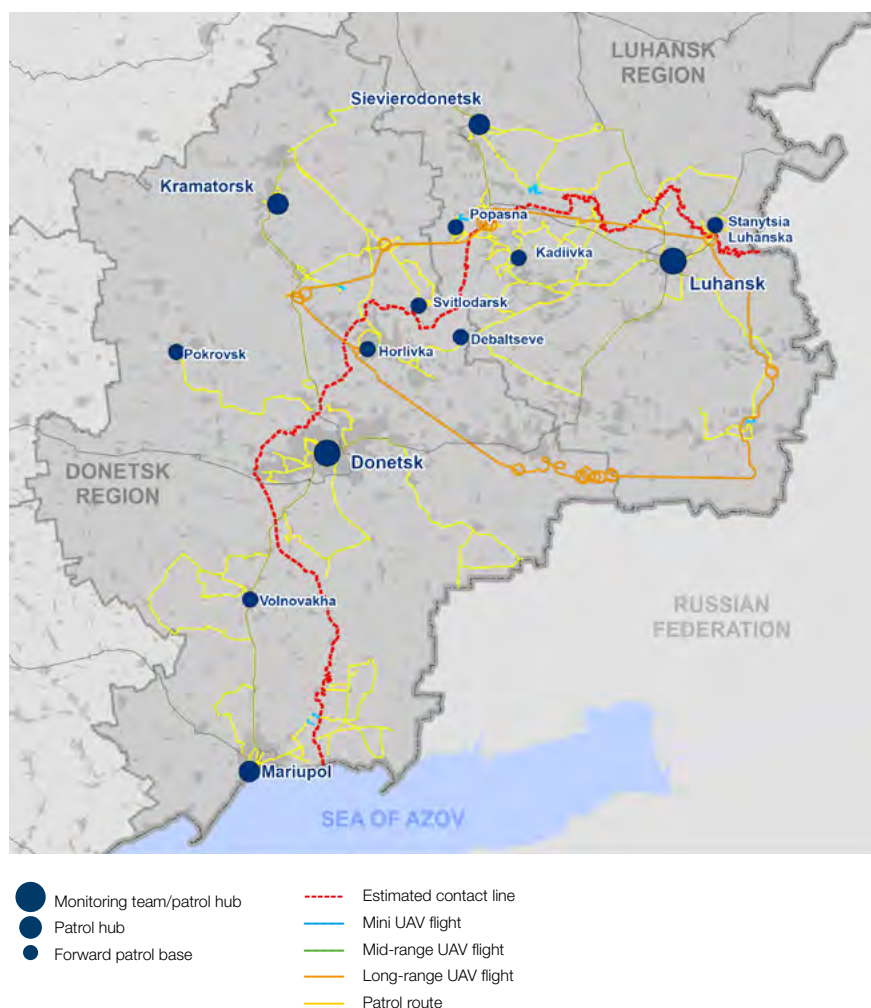 LUHANSK
REGION
Sievierodonetsk
Kramatorsk
Popasna
Stanytsia
Luhanska
Kadiivka
Luhansk
Svitlodarsk
Debaltseve
Horlivka
Pokrovsk
Donetsk
DONETSK
REGION
Volnovakha
RUSSIAN
FEDERATION
Mariupol
SEA OF AZOV
Monitoring team/patrol hub
Patrol hub
Forward patrol base
Estimated contact line
Mini UAV flight
Mid-range UAV flight
Long-range UAV flight
Patrol route